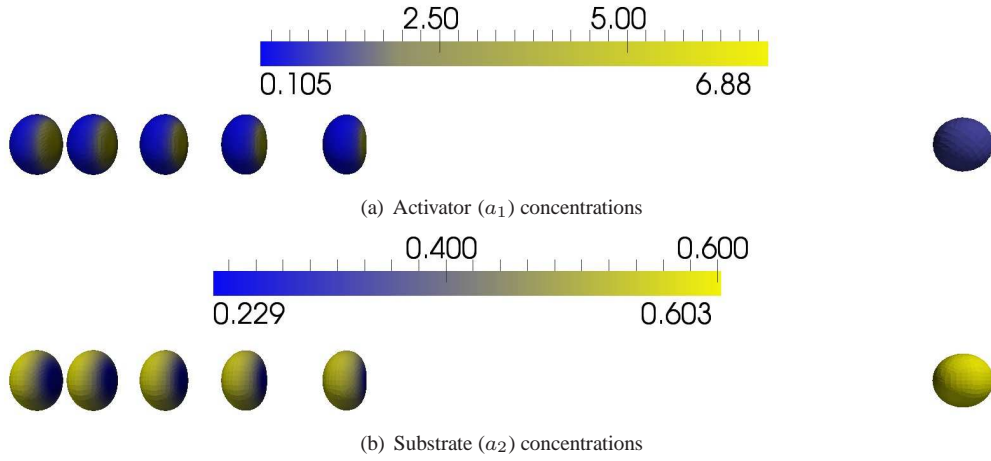 2.50 5.00
0.105 6.88
(a) Activator (a₁) concentrations
0.400 0.600
0.229 0.603
(b) Substrate (a₂) concentrations